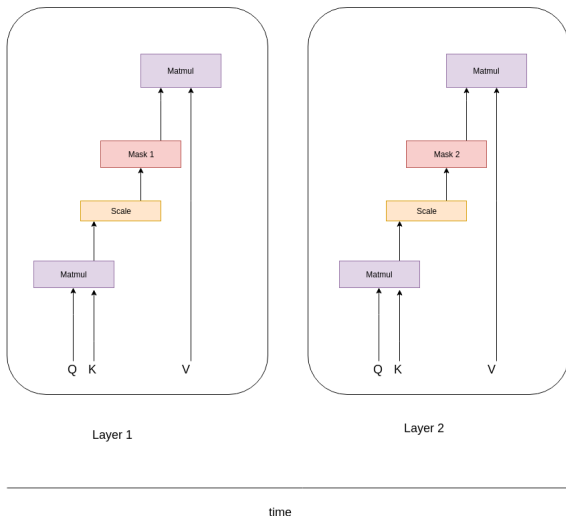 Matmul
Mask 1
Scale
Matmul
Q K V
Layer 1
Matmul
Mask 2
Scale
Matmul
Q K V
Layer 2
time